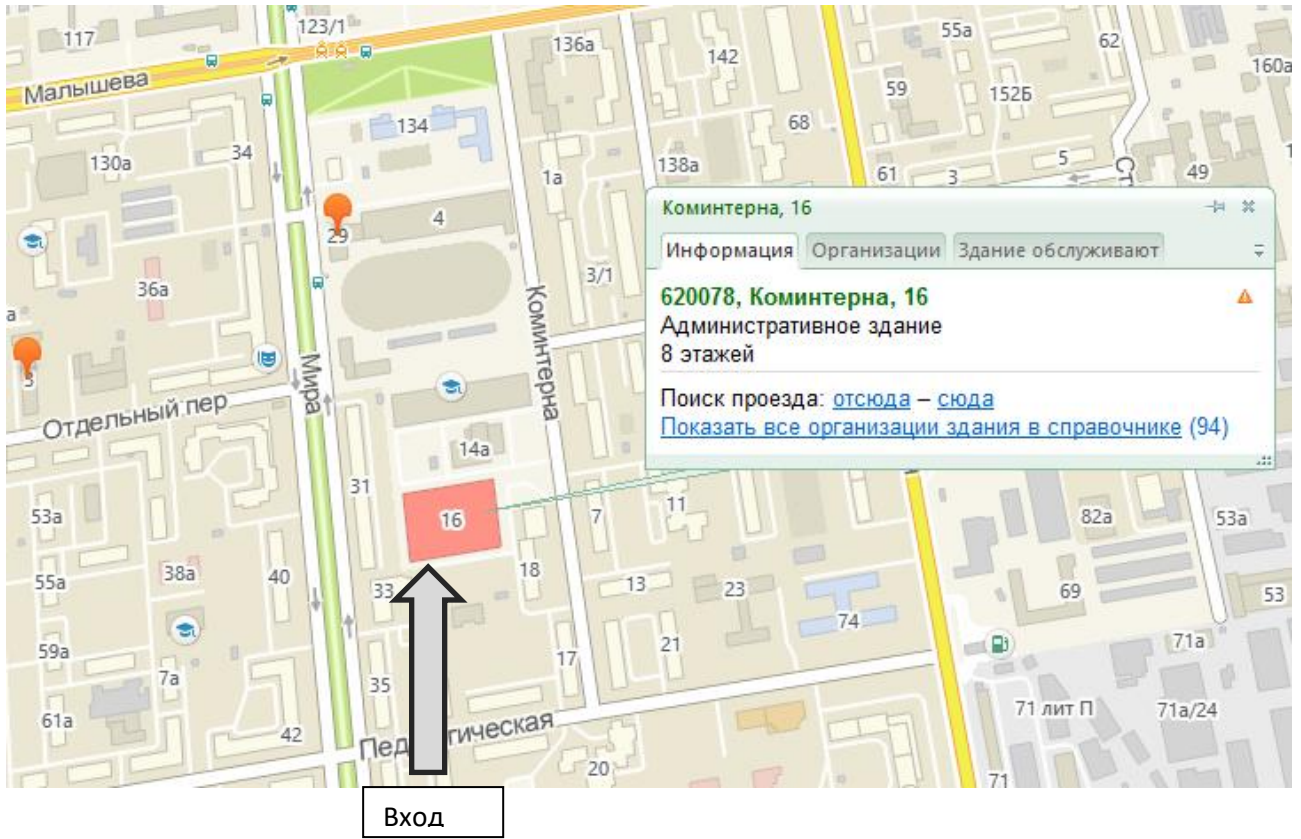 117
123/1
136а
142
55а
62
160а
Малышева
59
152Б
134
68
130а
34
1а
138а
61
3
5
49
4
29
36а
3/1
Коминтерна
Мира
Отдельный пер
Коминтерна, 16
Информация
Организации
Здание обслуживают
620078, Коминтерна, 16
Административное здание
8 этажей
Поиск проезда: отсюда – сюда
Показать все организации здания в справочнике (94)
14а
31
16
7
11
53а
82а
53а
55а
38а
40
33
18
13
23
69
53
74
59а
7а
17
21
71а
35
61а
42
71 лит П
71а/24
20
71
Вход